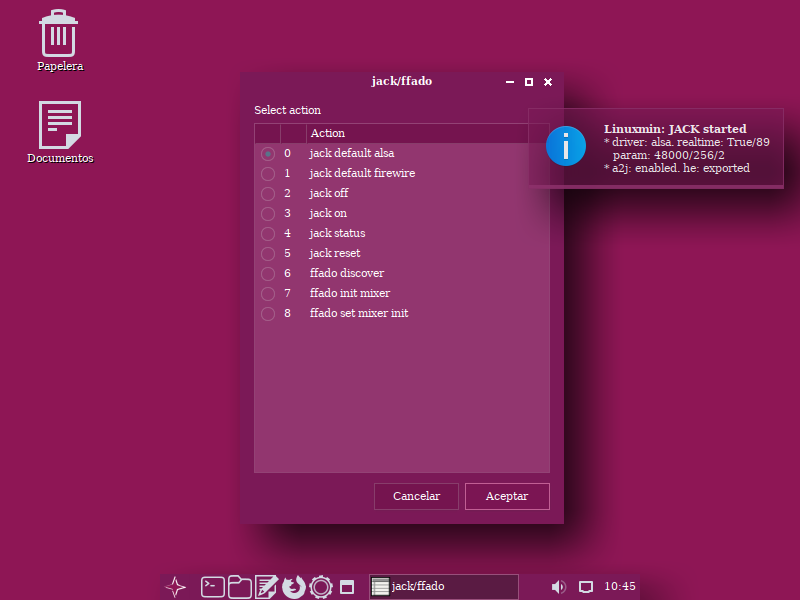 Papelera
Documentos
jack/ffado
Select action
Action
0 jack default alsa
1 jack default firewire
2 jack off
3 jack on
4 jack status
5 jack reset
6 ffado discover
7 ffado init mixer
8 ffado set mixer init
Cancelar Aceptar
Linuxmin: JACK started
* driver: alsa. realtime: True/89
param: 48000/256/2
* a2j: enabled. he: exported
jack/ffado
10:45